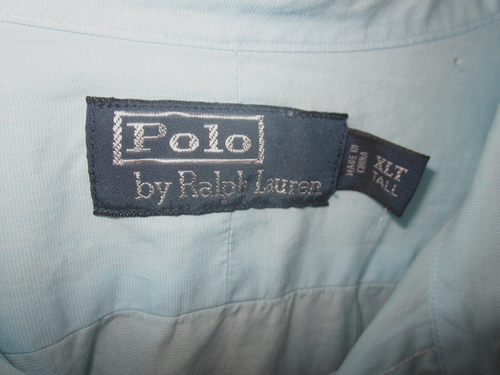 Polo
by Ralph Lauren
MADE IN
CHINA
XLT
TALL